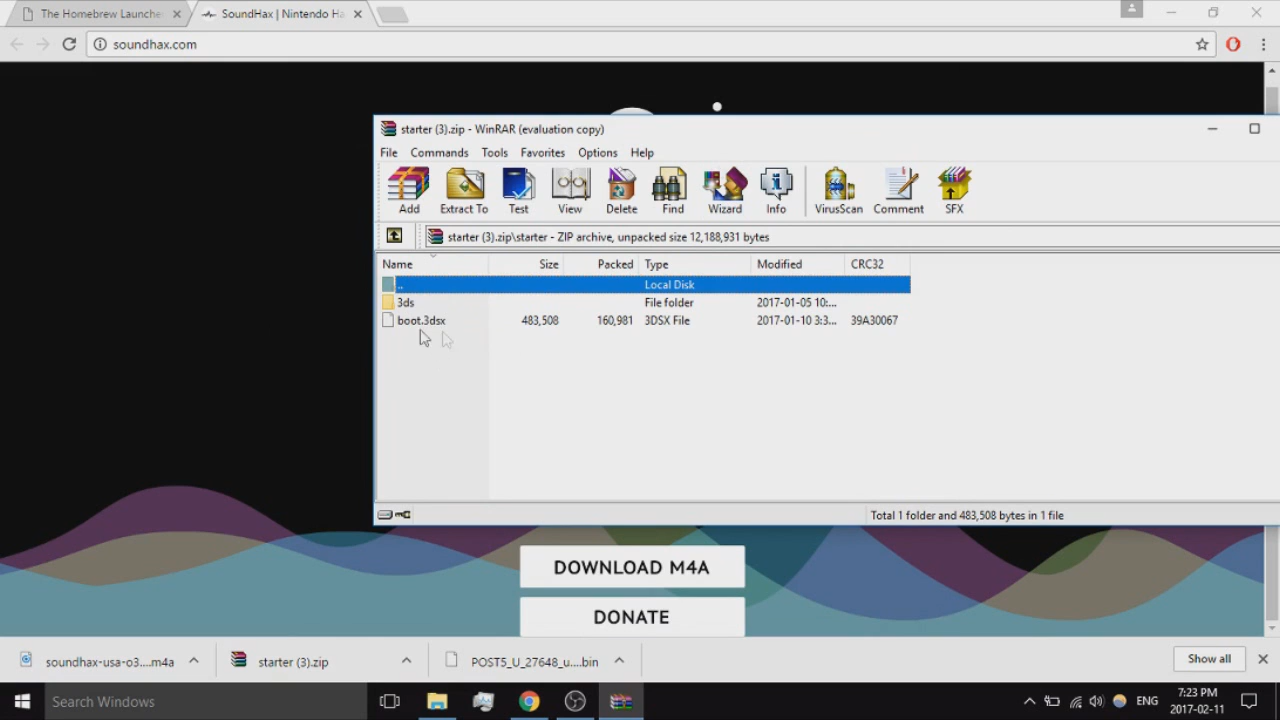 The Homebrew Launche
SoundHax | Nintendo Ha
soundhax.com
starter (3).zip - WinRAR (evaluation copy)
File Commands Tools Favorites Options Help
Add Extract To Test View Delete Find Wizard Info VirusScan Comment SFX
starter (3).zip\starter - ZIP archive, unpacked size 12,188,931 bytes
Name Size Packed Type Modified CRC32
.. Local Disk
3ds File folder 2017-01-05 10:...
boot.3dsx 483,508 160,981 3DSX File 2017-01-10 3:3... 39A30067
Total 1 folder and 483,508 bytes in 1 file
DOWNLOAD M4A
DONATE
soundhax-usa-o3....m4a
starter (3).zip
POST5_U_27648_u....bin
Show all
Search Windows
ENG
7:23 PM
2017-02-11